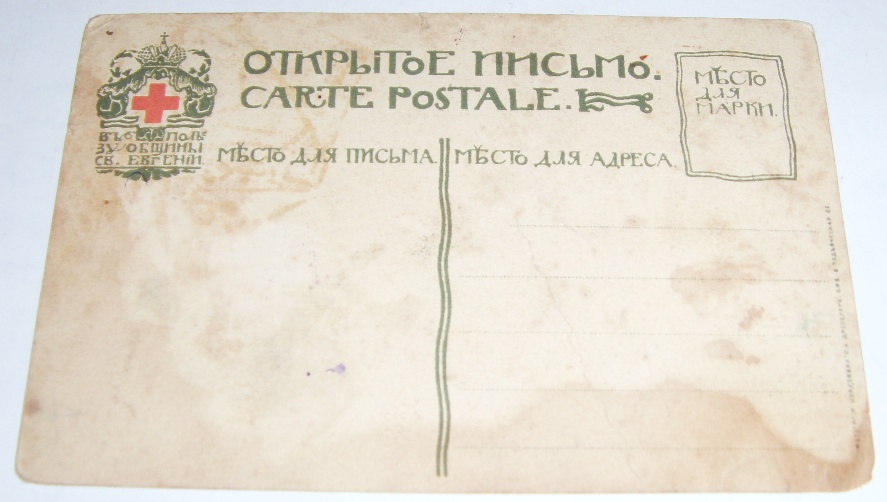 ОТКРЫТОЕ ПИСЬМО.
CARTE POSTALE.
МѢСТО
ДЛЯ
МАРКИ.
ВЪ ПОЛЬ
ЗУ ОБЩИНЫ
СВ. ЕВГЕНІИ.
МѢСТО ДЛЯ ПИСЬМА.
МѢСТО ДЛЯ АДРЕСА.